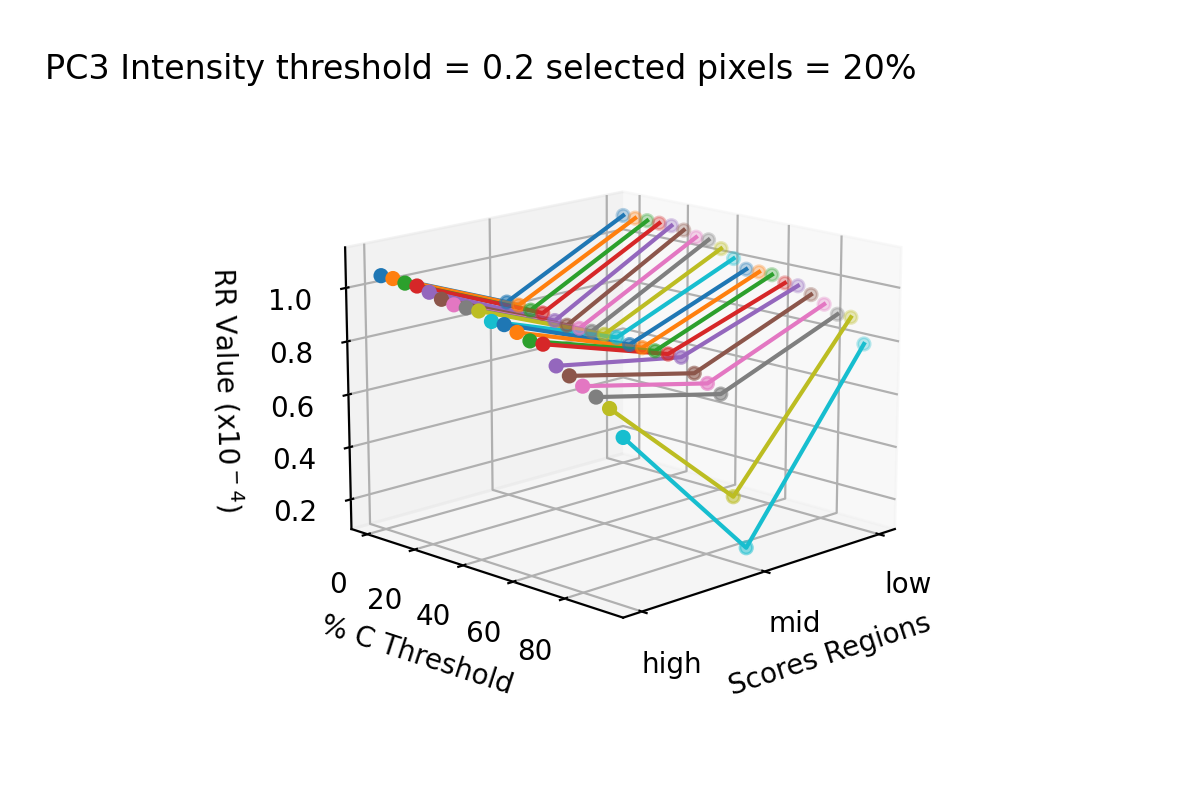 PC3 Intensity threshold = 0.2 selected pixels = 20%
RR Value (x10⁻⁴)
1.0
0.8
0.6
0.4
0.2
0
20
40
60
80
% C Threshold
high
mid
low
Scores Regions